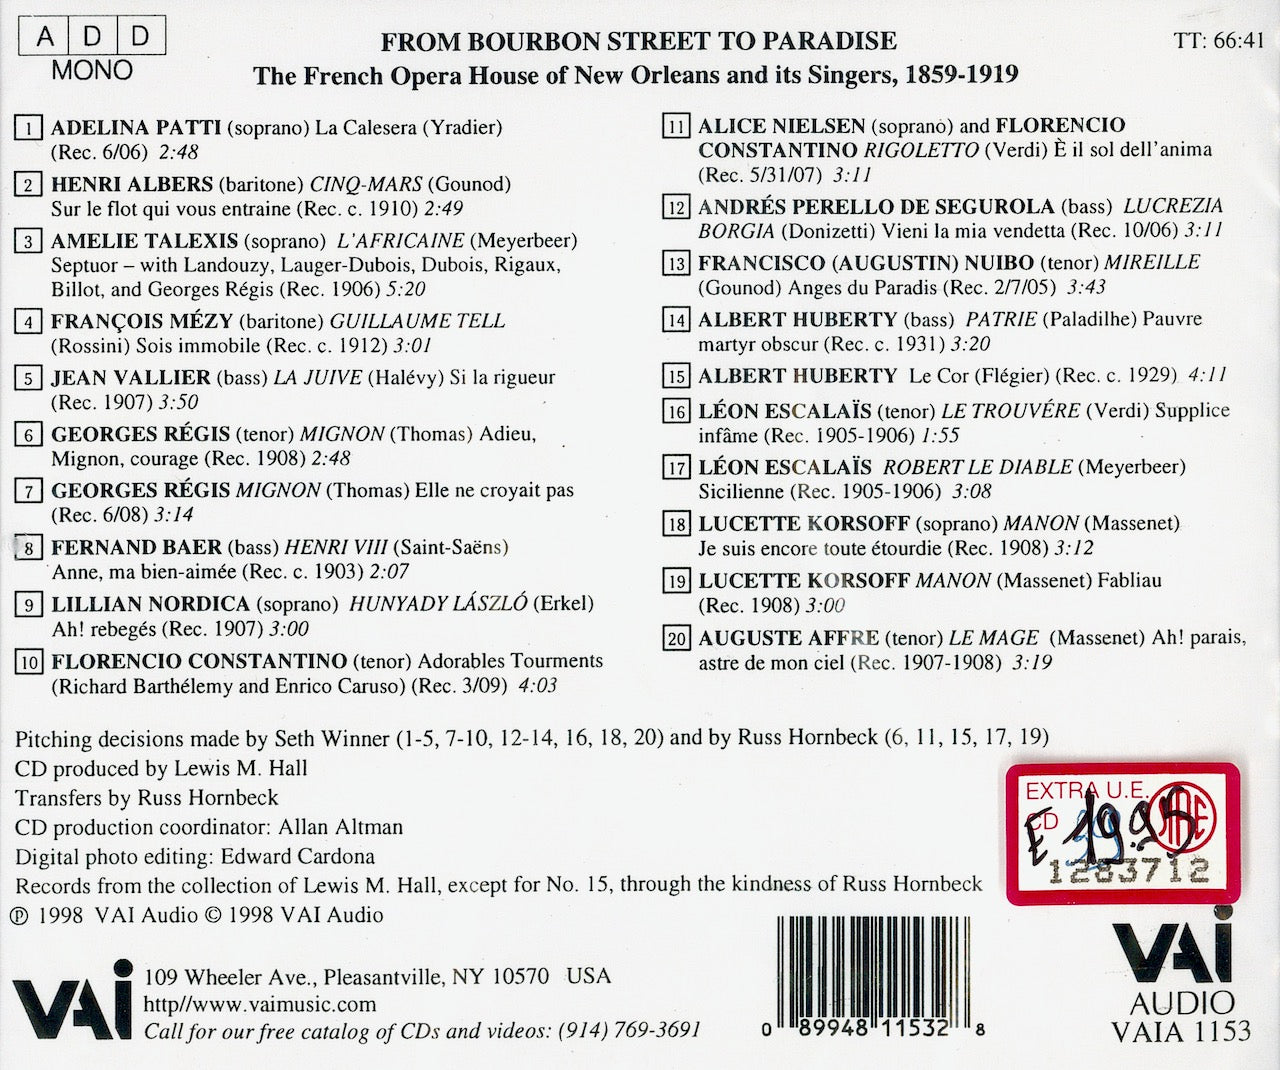 A D D
MONO
FROM BOURBON STREET TO PARADISE
TT: 66:41
The French Opera House of New Orleans and its Singers, 1859-1919
1 ADELINA PATTI (soprano) La Calesera (Yradier)
(Rec. 6/06) 2:48
2 HENRI ALBERS (baritone) CINQ-MARS (Gounod)
Sur le flot qui vous entraine (Rec. c. 1910) 2:49
3 AMELIE TALEXIS (soprano) L'AFRICAINE (Meyerbeer)
Septuor – with Landouzy, Lauger-Dubois, Dubois, Rigaux,
Billot, and Georges Régis (Rec. 1906) 5:20
4 FRANÇOIS MÉZY (baritone) GUILLAUME TELL
(Rossini) Sois immobile (Rec. c. 1912) 3:01
5 JEAN VALLIER (bass) LA JUIVE (Halévy) Si la rigueur
(Rec. 1907) 3:50
6 GEORGES RÉGIS (tenor) MIGNON (Thomas) Adieu,
Mignon, courage (Rec. 1908) 2:48
7 GEORGES RÉGIS MIGNON (Thomas) Elle ne croyait pas
(Rec. 6/08) 3:14
8 FERNAND BAER (bass) HENRI VIII (Saint-Saëns)
Anne, ma bien-aimée (Rec. c. 1903) 2:07
9 LILLIAN NORDICA (soprano) HUNYADY LÁSZLÓ (Erkel)
Ah! rebegés (Rec. 1907) 3:00
10 FLORENCIO CONSTANTINO (tenor) Adorables Tourments
(Richard Barthélemy and Enrico Caruso) (Rec. 3/09) 4:03
11 ALICE NIELSEN (soprano) and FLORENCIO
CONSTANTINO RIGOLETTO (Verdi) È il sol dell'anima
(Rec. 5/31/07) 3:11
12 ANDRÉS PERELLO DE SEGUROLA (bass) LUCREZIA
BORGIA (Donizetti) Vieni la mia vendetta (Rec. 10/06) 3:11
13 FRANCISCO (AUGUSTIN) NUIBO (tenor) MIREILLE
(Gounod) Anges du Paradis (Rec. 2/7/05) 3:43
14 ALBERT HUBERTY (bass) PATRIE (Paladilhe) Pauvre
martyr obscur (Rec. c. 1931) 3:20
15 ALBERT HUBERTY Le Cor (Flégier) (Rec. c. 1929) 4:11
16 LÉON ESCALAÏS (tenor) LE TROUVÉRE (Verdi) Supplice
infâme (Rec. 1905-1906) 1:55
17 LÉON ESCALAÏS ROBERT LE DIABLE (Meyerbeer)
Sicilienne (Rec. 1905-1906) 3:08
18 LUCETTE KORSOFF (soprano) MANON (Massenet)
Je suis encore toute étourdie (Rec. 1908) 3:12
19 LUCETTE KORSOFF MANON (Massenet) Fabliau
(Rec. 1908) 3:00
20 AUGUSTE AFFRE (tenor) LE MAGE (Massenet) Ah! parais,
astre de mon ciel (Rec. 1907-1908) 3:19
Pitching decisions made by Seth Winner (1-5, 7-10, 12-14, 16, 18, 20) and by Russ Hornbeck (6, 11, 15, 17, 19)
CD produced by Lewis M. Hall
Transfers by Russ Hornbeck
CD production coordinator: Allan Altman
Digital photo editing: Edward Cardona
Records from the collection of Lewis M. Hall, except for No. 15, through the kindness of Russ Hornbeck
℗ 1998 VAI Audio © 1998 VAI Audio
EXTRA U.E.
CD
SIAE
1283712
VAI
109 Wheeler Ave., Pleasantville, NY 10570 USA
http//www.vaimusic.com
Call for our free catalog of CDs and videos: (914) 769-3691
0 89948 11532 8
VAI
AUDIO
VAIA 1153